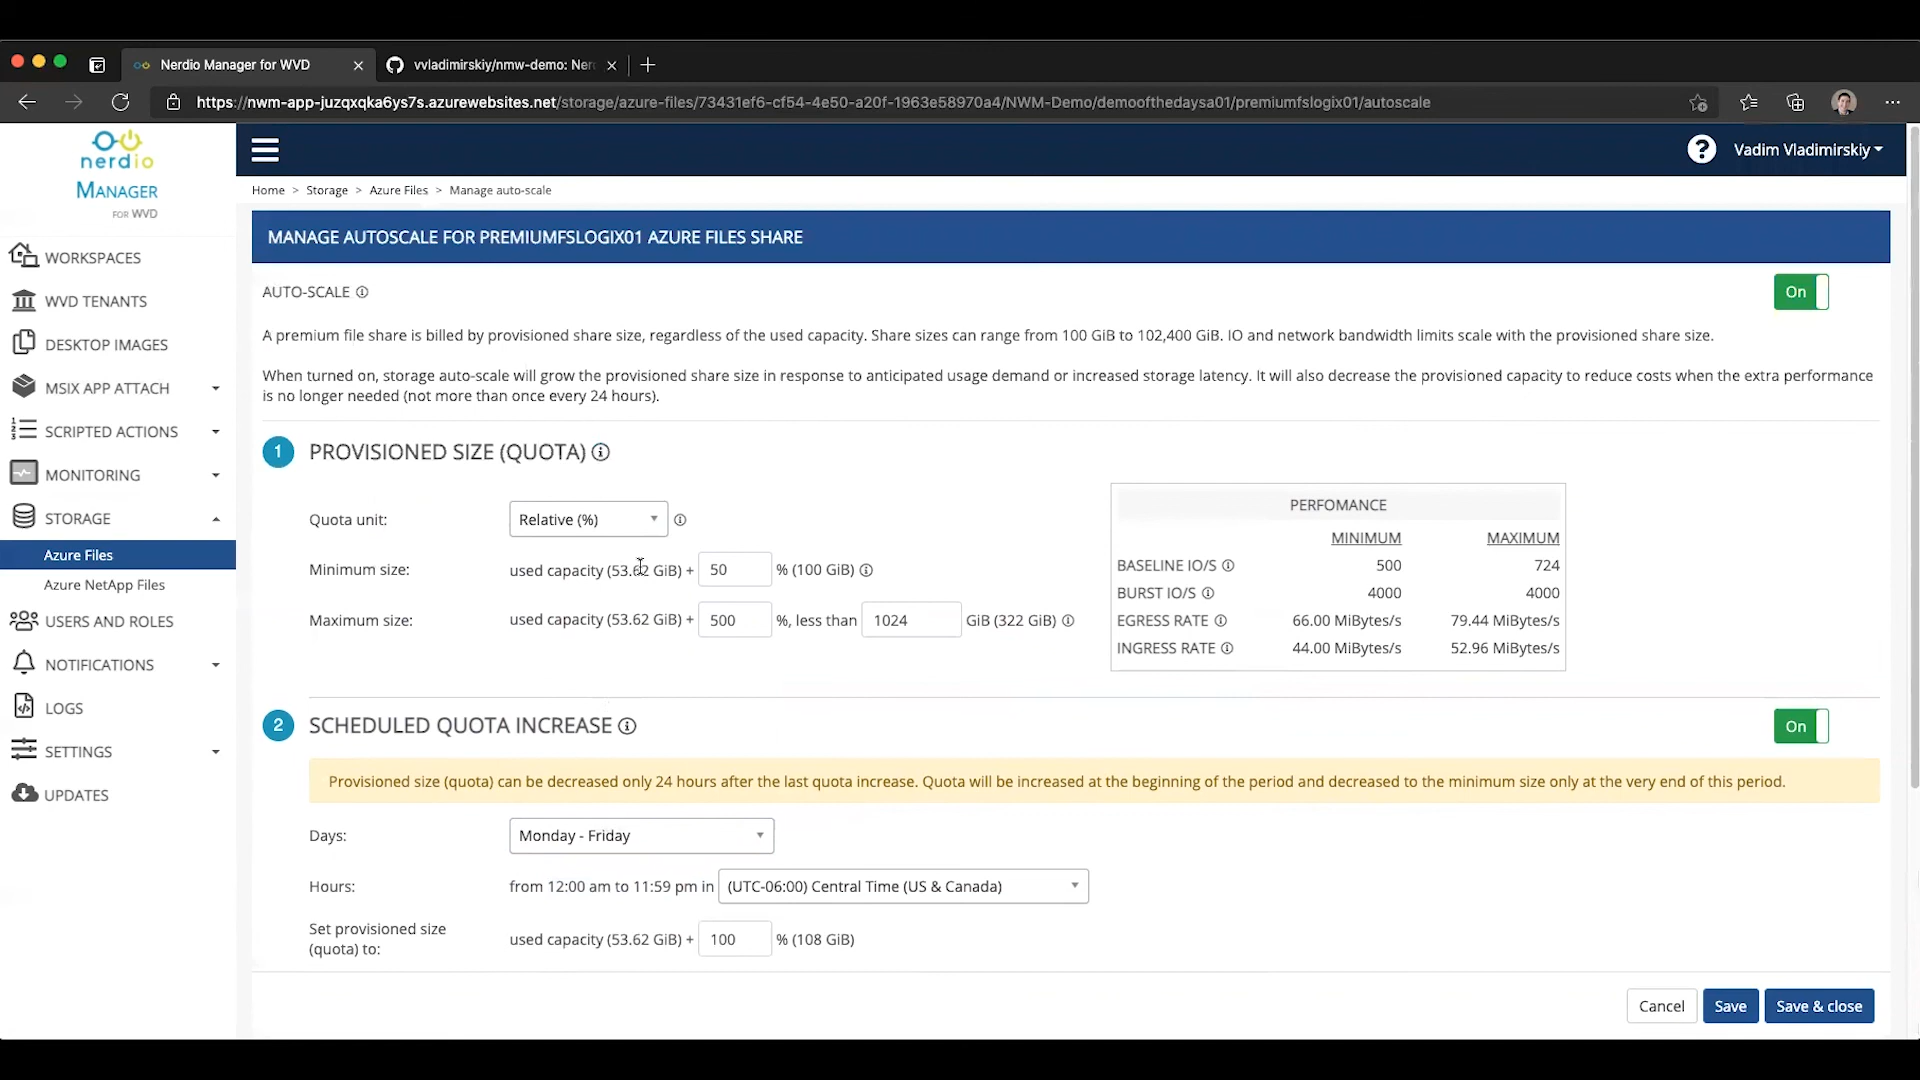 Nerdio Manager for WVD
vvladimirskiy/nmw-demo: Ner
https://nwm-app-juzqxqka6ys7s.azurewebsites.net/storage/azure-files/73431ef6-cf54-4e50-a20f-1963e58970a4/NWM-Demo/demoofthedaysa01/premiumfslogix01/autoscale
nerdio
MANAGER
FOR WVD
Vadim Vladimirskiy
Home > Storage > Azure Files > Manage auto-scale
MANAGE AUTOSCALE FOR PREMIUMFSLOGIX01 AZURE FILES SHARE
WORKSPACES
WVD TENANTS
DESKTOP IMAGES
MSIX APP ATTACH
SCRIPTED ACTIONS
MONITORING
STORAGE
Azure Files
Azure NetApp Files
USERS AND ROLES
NOTIFICATIONS
LOGS
SETTINGS
UPDATES
AUTO-SCALE
On
A premium file share is billed by provisioned share size, regardless of the used capacity. Share sizes can range from 100 GiB to 102,400 GiB. IO and network bandwidth limits scale with the provisioned share size.
When turned on, storage auto-scale will grow the provisioned share size in response to anticipated usage demand or increased storage latency. It will also decrease the provisioned capacity to reduce costs when the extra performance
is no longer needed (not more than once every 24 hours).
1 PROVISIONED SIZE (QUOTA)
Quota unit: Relative (%)
Minimum size: used capacity (53.62 GiB) + 50 % (100 GiB)
Maximum size: used capacity (53.62 GiB) + 500 %, less than 1024 GiB (322 GiB)
PERFOMANCE
MINIMUM MAXIMUM
BASELINE IO/S 500 724
BURST IO/S 4000 4000
EGRESS RATE 66.00 MiBytes/s 79.44 MiBytes/s
INGRESS RATE 44.00 MiBytes/s 52.96 MiBytes/s
2 SCHEDULED QUOTA INCREASE
On
Provisioned size (quota) can be decreased only 24 hours after the last quota increase. Quota will be increased at the beginning of the period and decreased to the minimum size only at the very end of this period.
Days: Monday - Friday
Hours: from 12:00 am to 11:59 pm in (UTC-06:00) Central Time (US & Canada)
Set provisioned size
(quota) to: used capacity (53.62 GiB) + 100 % (108 GiB)
Cancel Save Save & close